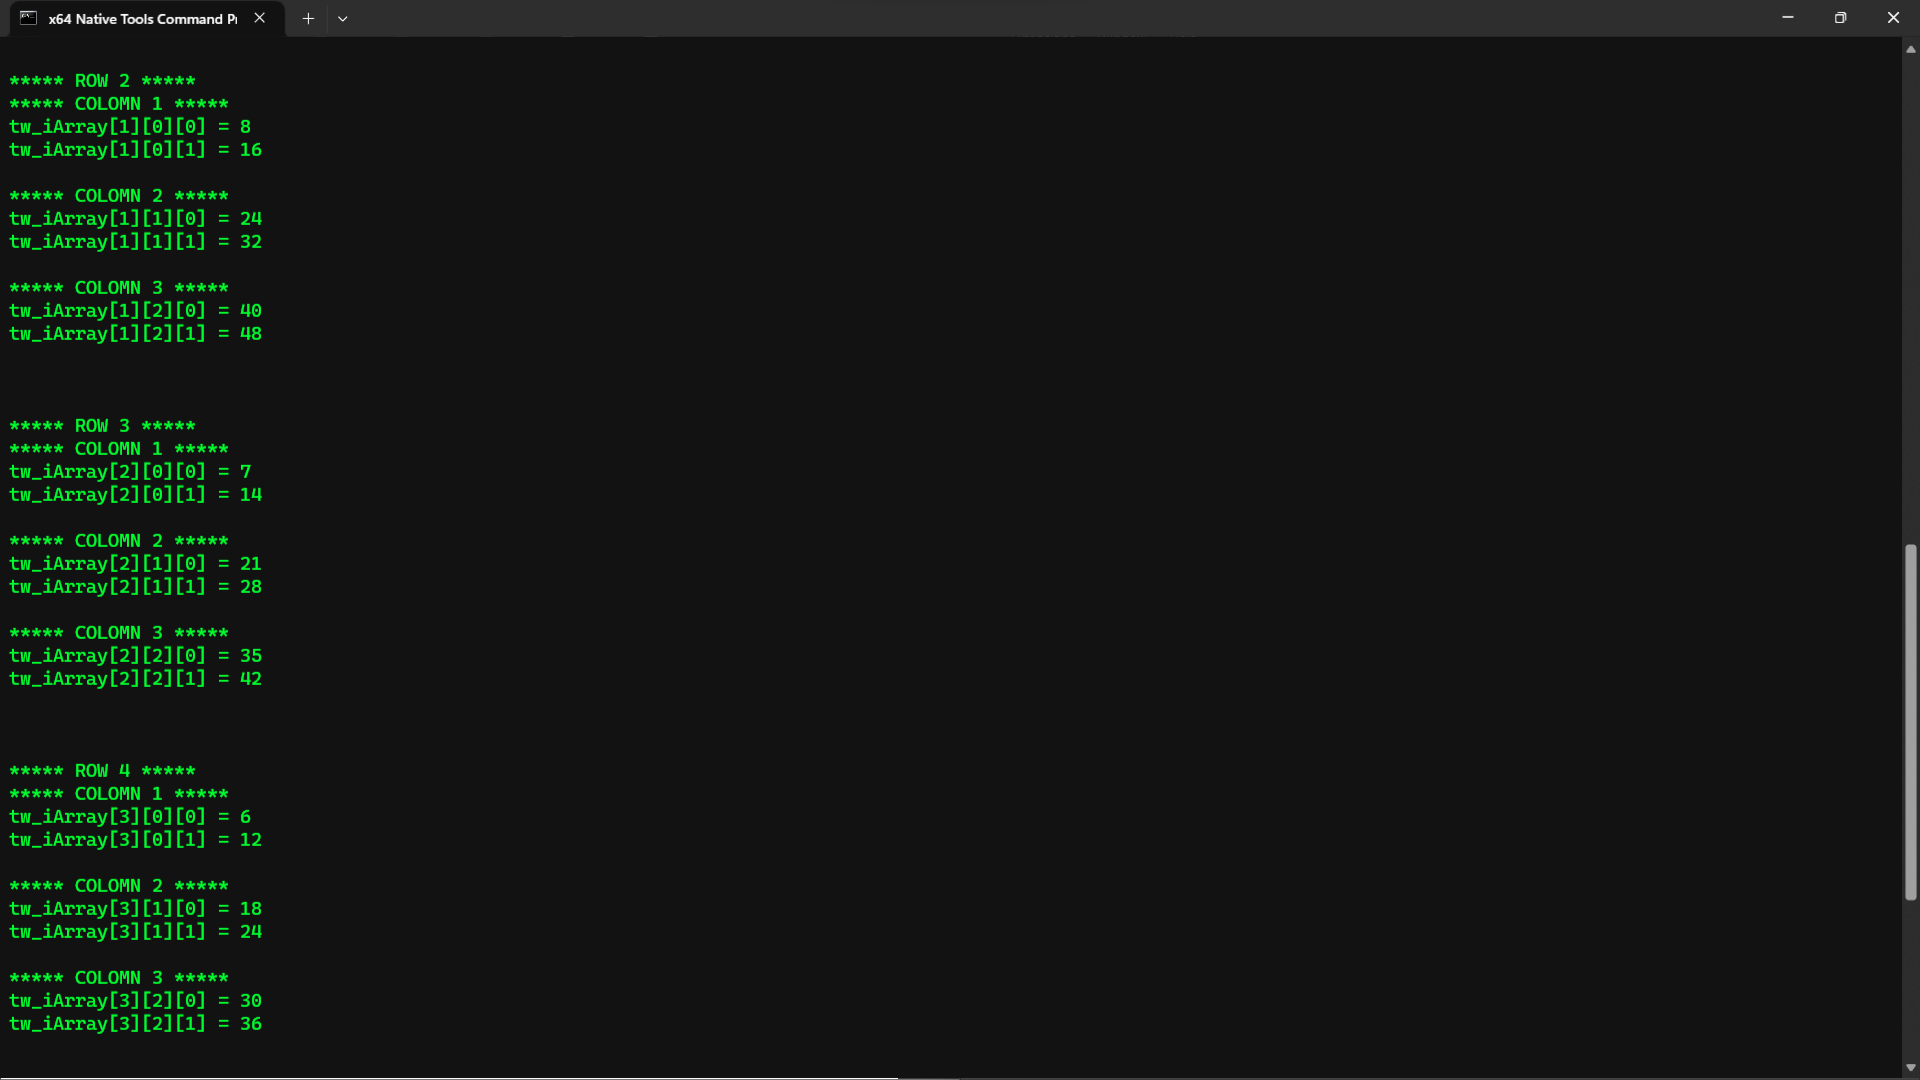 x64 Native Tools Command P
***** ROW 2 *****
***** COLOMN 1 *****
tw_iArray[1][0][0] = 8
tw_iArray[1][0][1] = 16
***** COLOMN 2 *****
tw_iArray[1][1][0] = 24
tw_iArray[1][1][1] = 32
***** COLOMN 3 *****
tw_iArray[1][2][0] = 40
tw_iArray[1][2][1] = 48
***** ROW 3 *****
***** COLOMN 1 *****
tw_iArray[2][0][0] = 7
tw_iArray[2][0][1] = 14
***** COLOMN 2 *****
tw_iArray[2][1][0] = 21
tw_iArray[2][1][1] = 28
***** COLOMN 3 *****
tw_iArray[2][2][0] = 35
tw_iArray[2][2][1] = 42
***** ROW 4 *****
***** COLOMN 1 *****
tw_iArray[3][0][0] = 6
tw_iArray[3][0][1] = 12
***** COLOMN 2 *****
tw_iArray[3][1][0] = 18
tw_iArray[3][1][1] = 24
***** COLOMN 3 *****
tw_iArray[3][2][0] = 30
tw_iArray[3][2][1] = 36